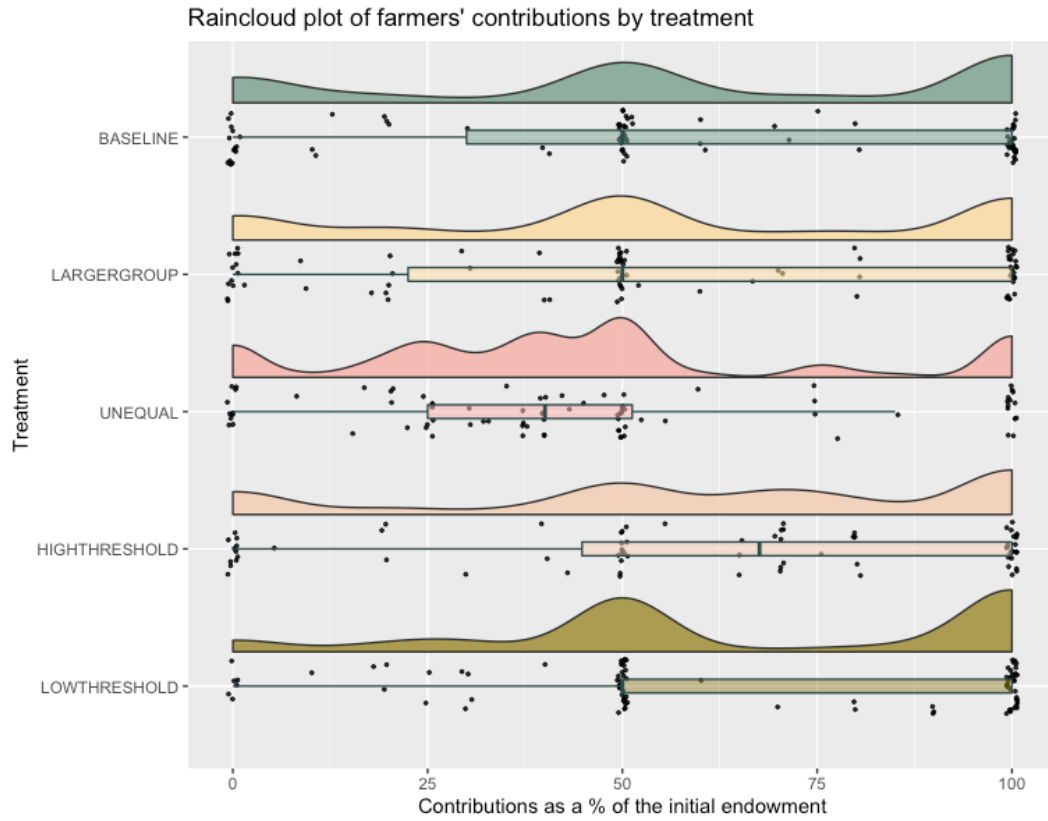 Raincloud plot of farmers' contributions by treatment
Treatment
BASELINE
LARGERGROUP
UNEQUAL
HIGHTHRESHOLD
LOWTHRESHOLD
0 25 50 75 100
Contributions as a % of the initial endowment